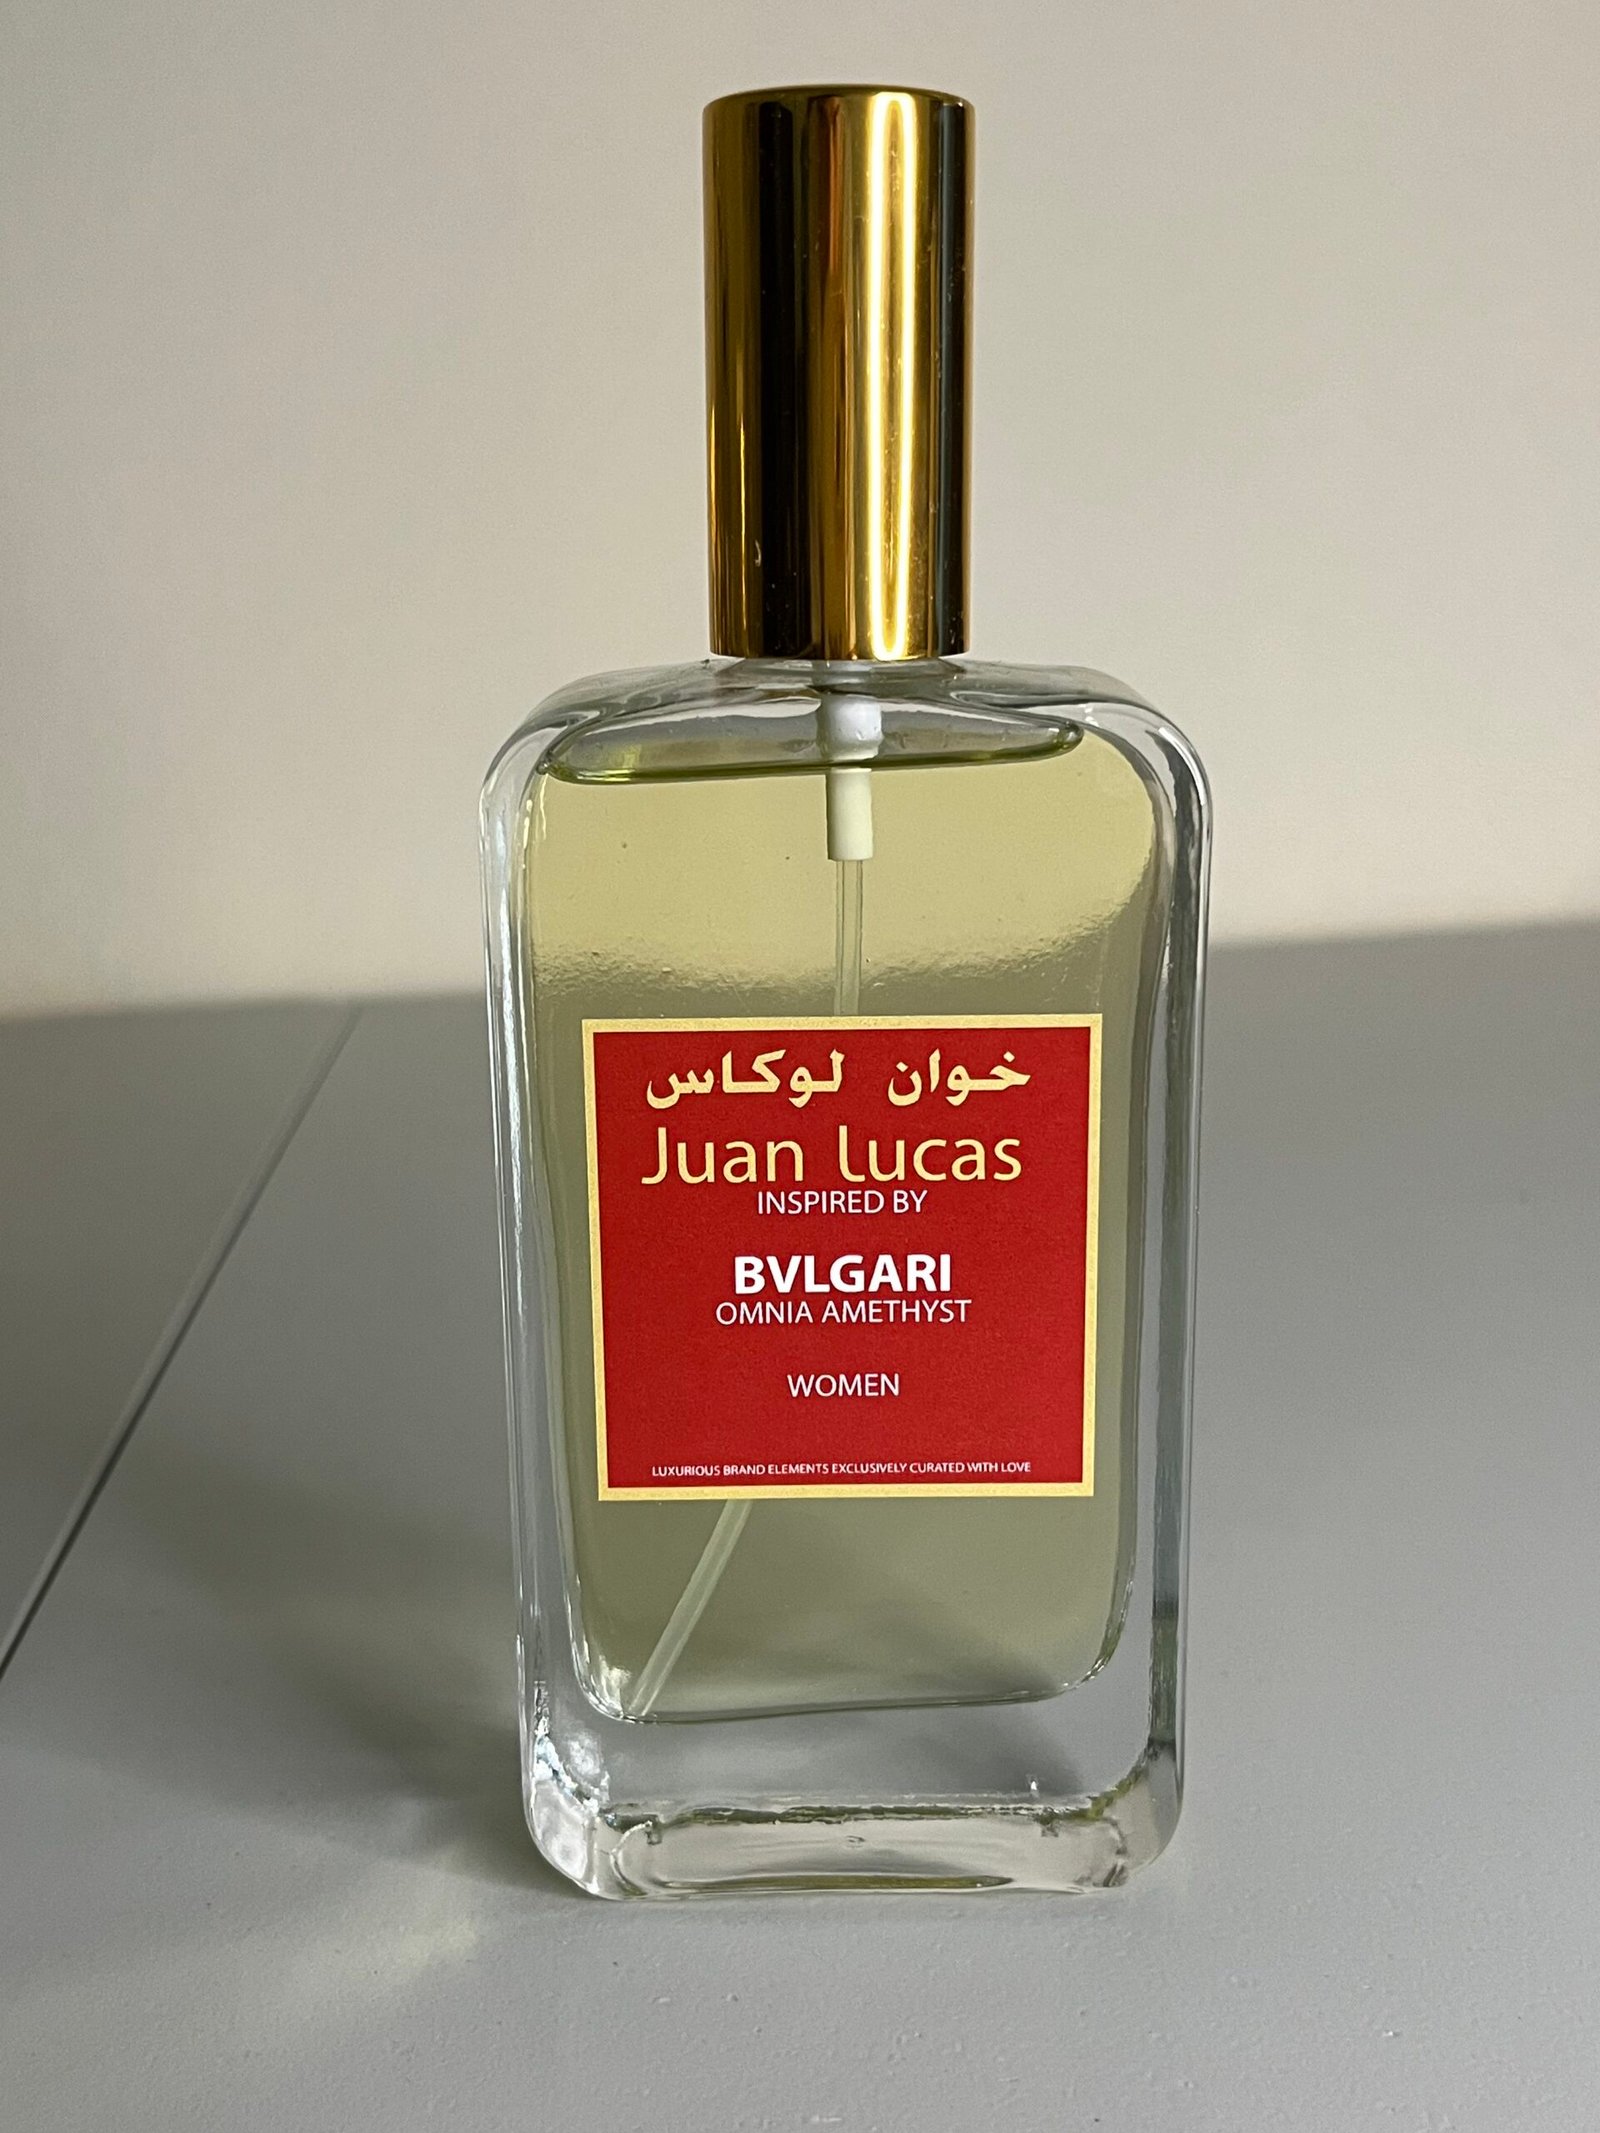 خوان لوكاس
Juan Lucas
INSPIRED BY
BVLGARI
OMNIA AMETHYST
WOMEN
LUXURIOUS BRAND ELEMENTS EXCLUSIVELY CURATED WITH LOVE